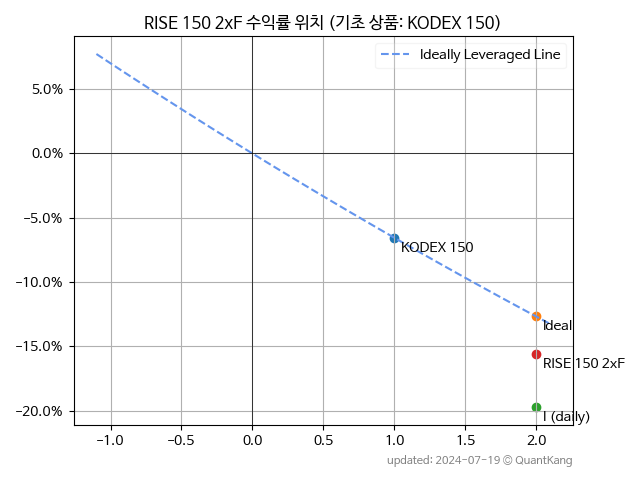 RISE 150 2xF 수익률 위치 (기초 상품: KODEX 150)
Ideally Leveraged Line
5.0%
0.0%
−5.0%
−10.0%
−15.0%
−20.0%
KODEX 150
Ideal
RISE 150 2xF
I (daily)
−1.0 −0.5 0.0 0.5 1.0 1.5 2.0
updated: 2024-07-19 © QuantKang